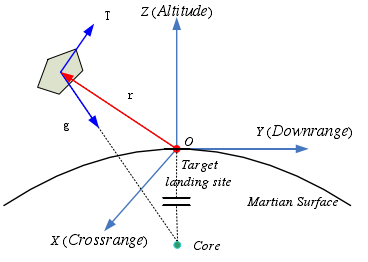 T
Z (Altitude)
r
g
O
Y (Downrange)
Target
landing site
Martian Surface
X (Crossrange)
Core